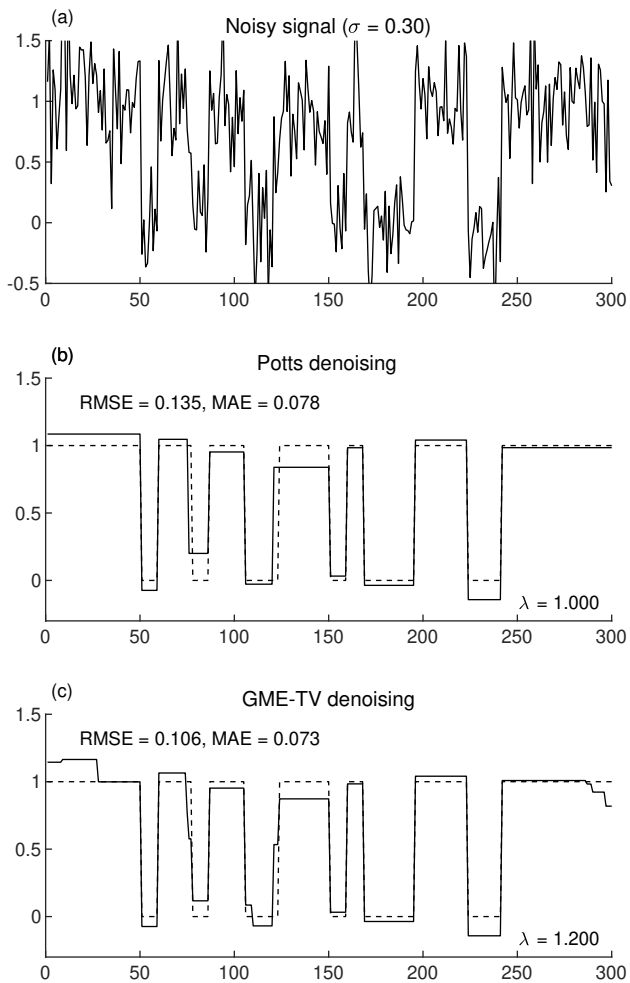 (a)
Noisy signal (σ = 0.30)
1.5
1
0.5
0
-0.5
0 50 100 150 200 250 300
(b)
Potts denoising
1.5
RMSE = 0.135, MAE = 0.078
1
0.5
0
λ = 1.000
0 50 100 150 200 250 300
(c)
GME-TV denoising
1.5
RMSE = 0.106, MAE = 0.073
1
0.5
0
λ = 1.200
0 50 100 150 200 250 300